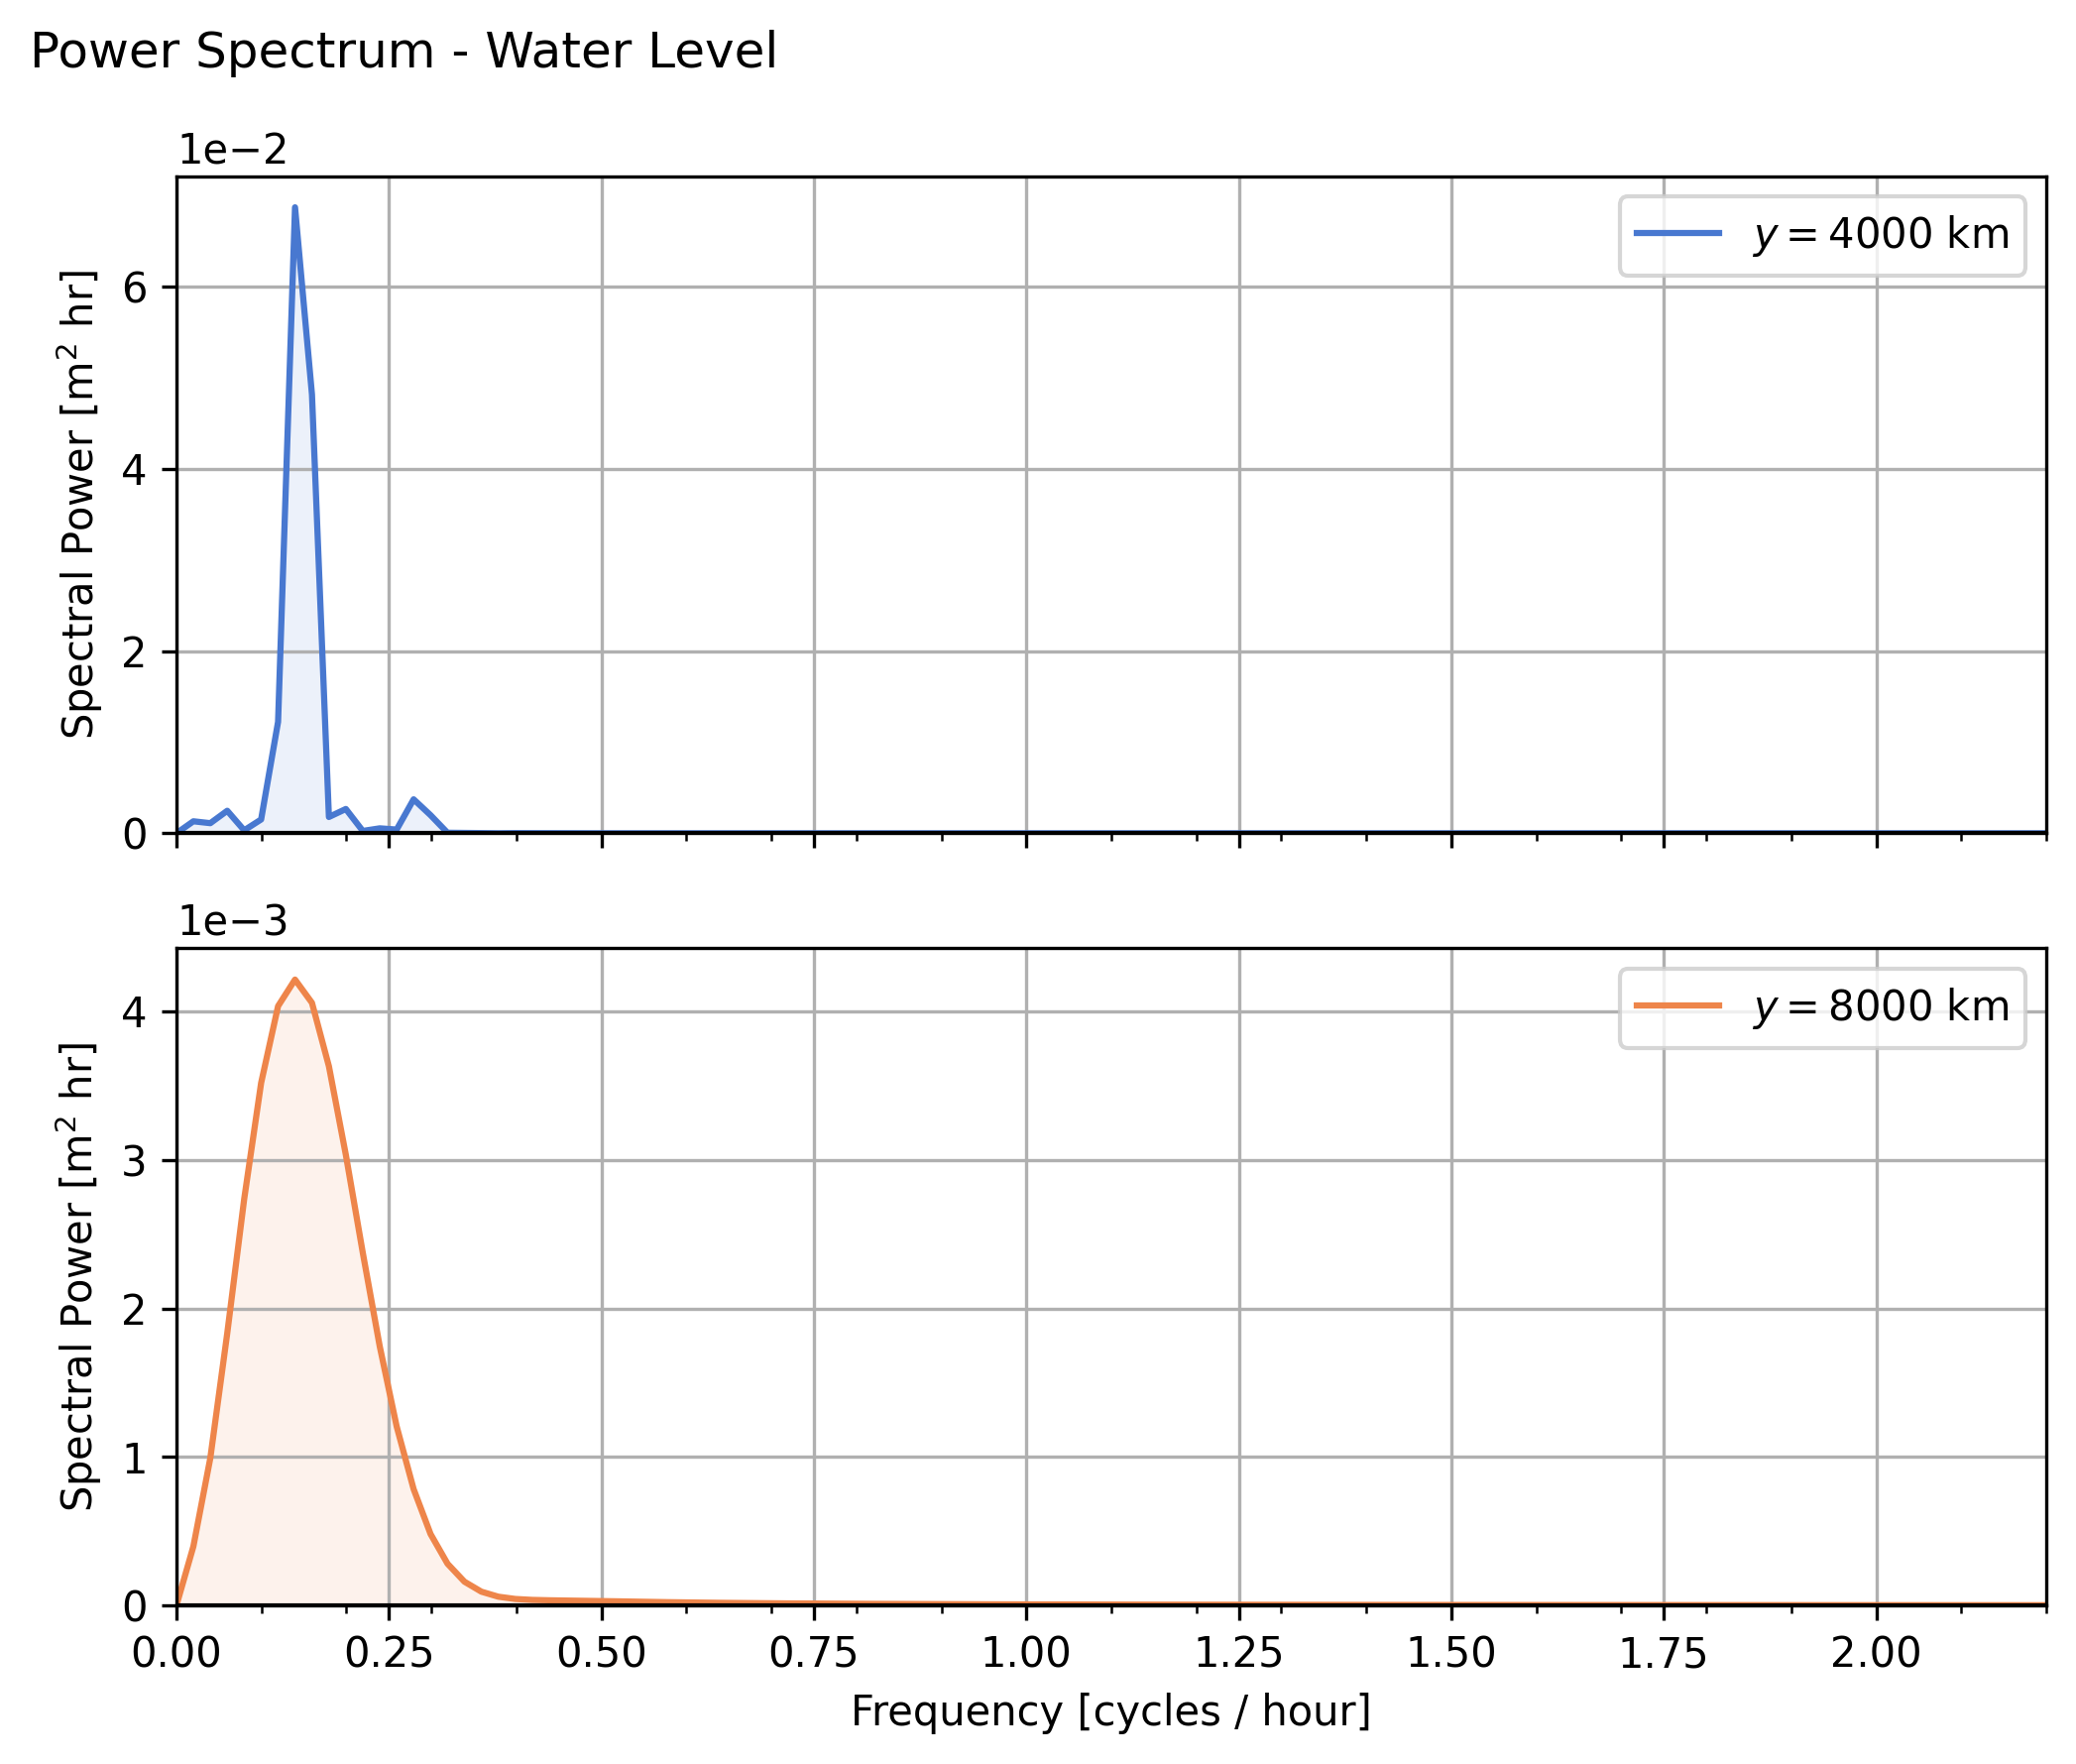 Power Spectrum - Water Level
1e−2
y = 4000 km
6
4
2
0
Spectral Power [m² hr]
1e−3
y = 8000 km
4
3
2
1
0
Spectral Power [m² hr]
0.00 0.25 0.50 0.75 1.00 1.25 1.50 1.75 2.00
Frequency [cycles / hour]